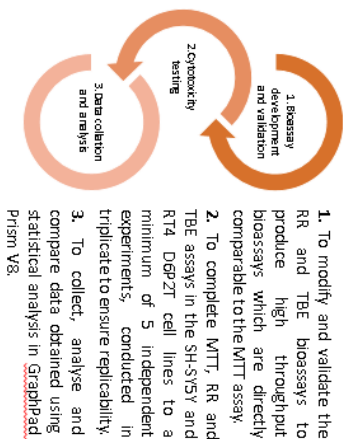 1.Bioassay
development
and validation
2.Cytotoxicity
testing
3.Data collation
and analysis
1. To modify and validate the
RR and TBE bioassays to
produce high throughput
bioassays which are directly
comparable to the MTT assay.
2. To complete MTT, RR and
TBE assays in the SH-SY5Y and
RT4 D6P2T cell lines to a
minimum of 5 independent
experiments, conducted in
triplicate to ensure replicability.
3. To collect, analyse and
compare data obtained using
statistical analysis in GraphPad
Prism V8.